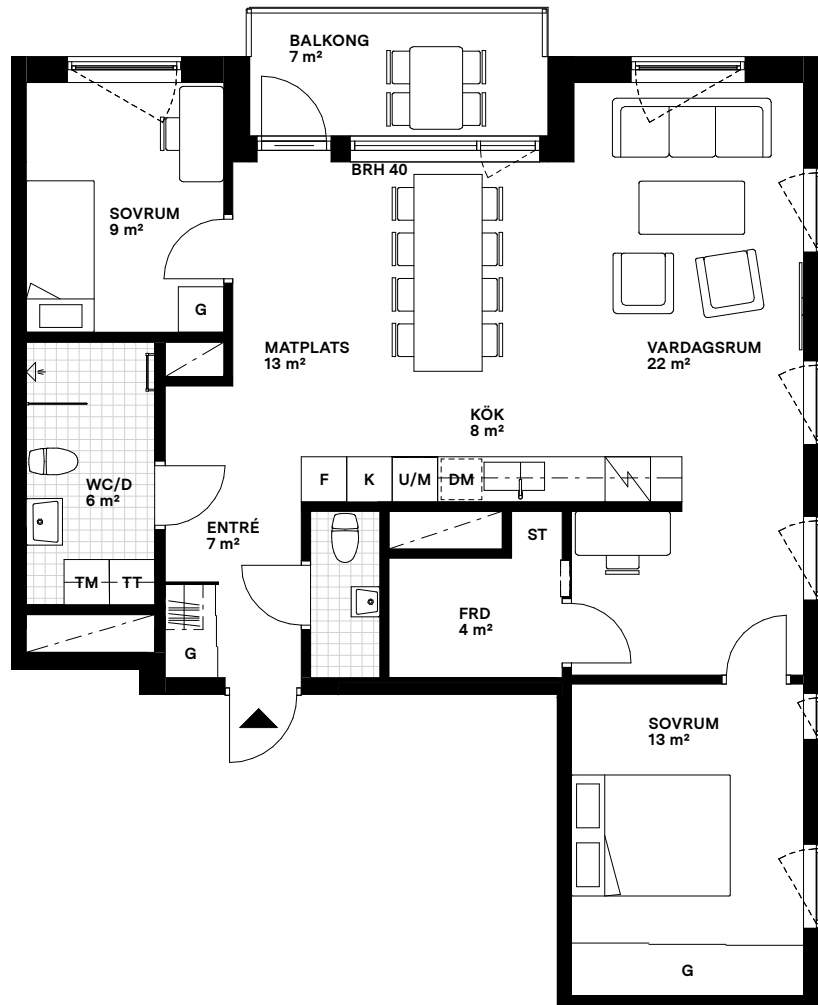 BALKONG
7 m²
BRH 40
SOVRUM
9 m²
G
MATPLATS
13 m²
VARDAGSRUM
22 m²
KÖK
8 m²
F
K
U/M
DM
WC/D
6 m²
ENTRÉ
7 m²
ST
TM
TT
FRD
4 m²
G
SOVRUM
13 m²
G